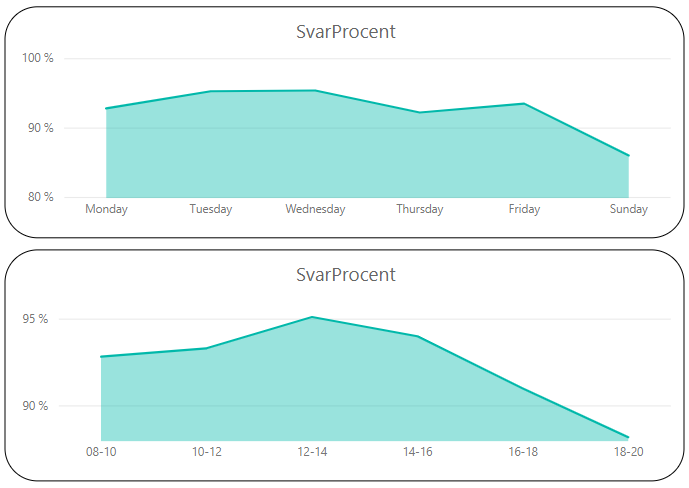 SvarProcent
100 %
90 %
80 %
Monday Tuesday Wednesday Thursday Friday Sunday
SvarProcent
95 %
90 %
08-10 10-12 12-14 14-16 16-18 18-20